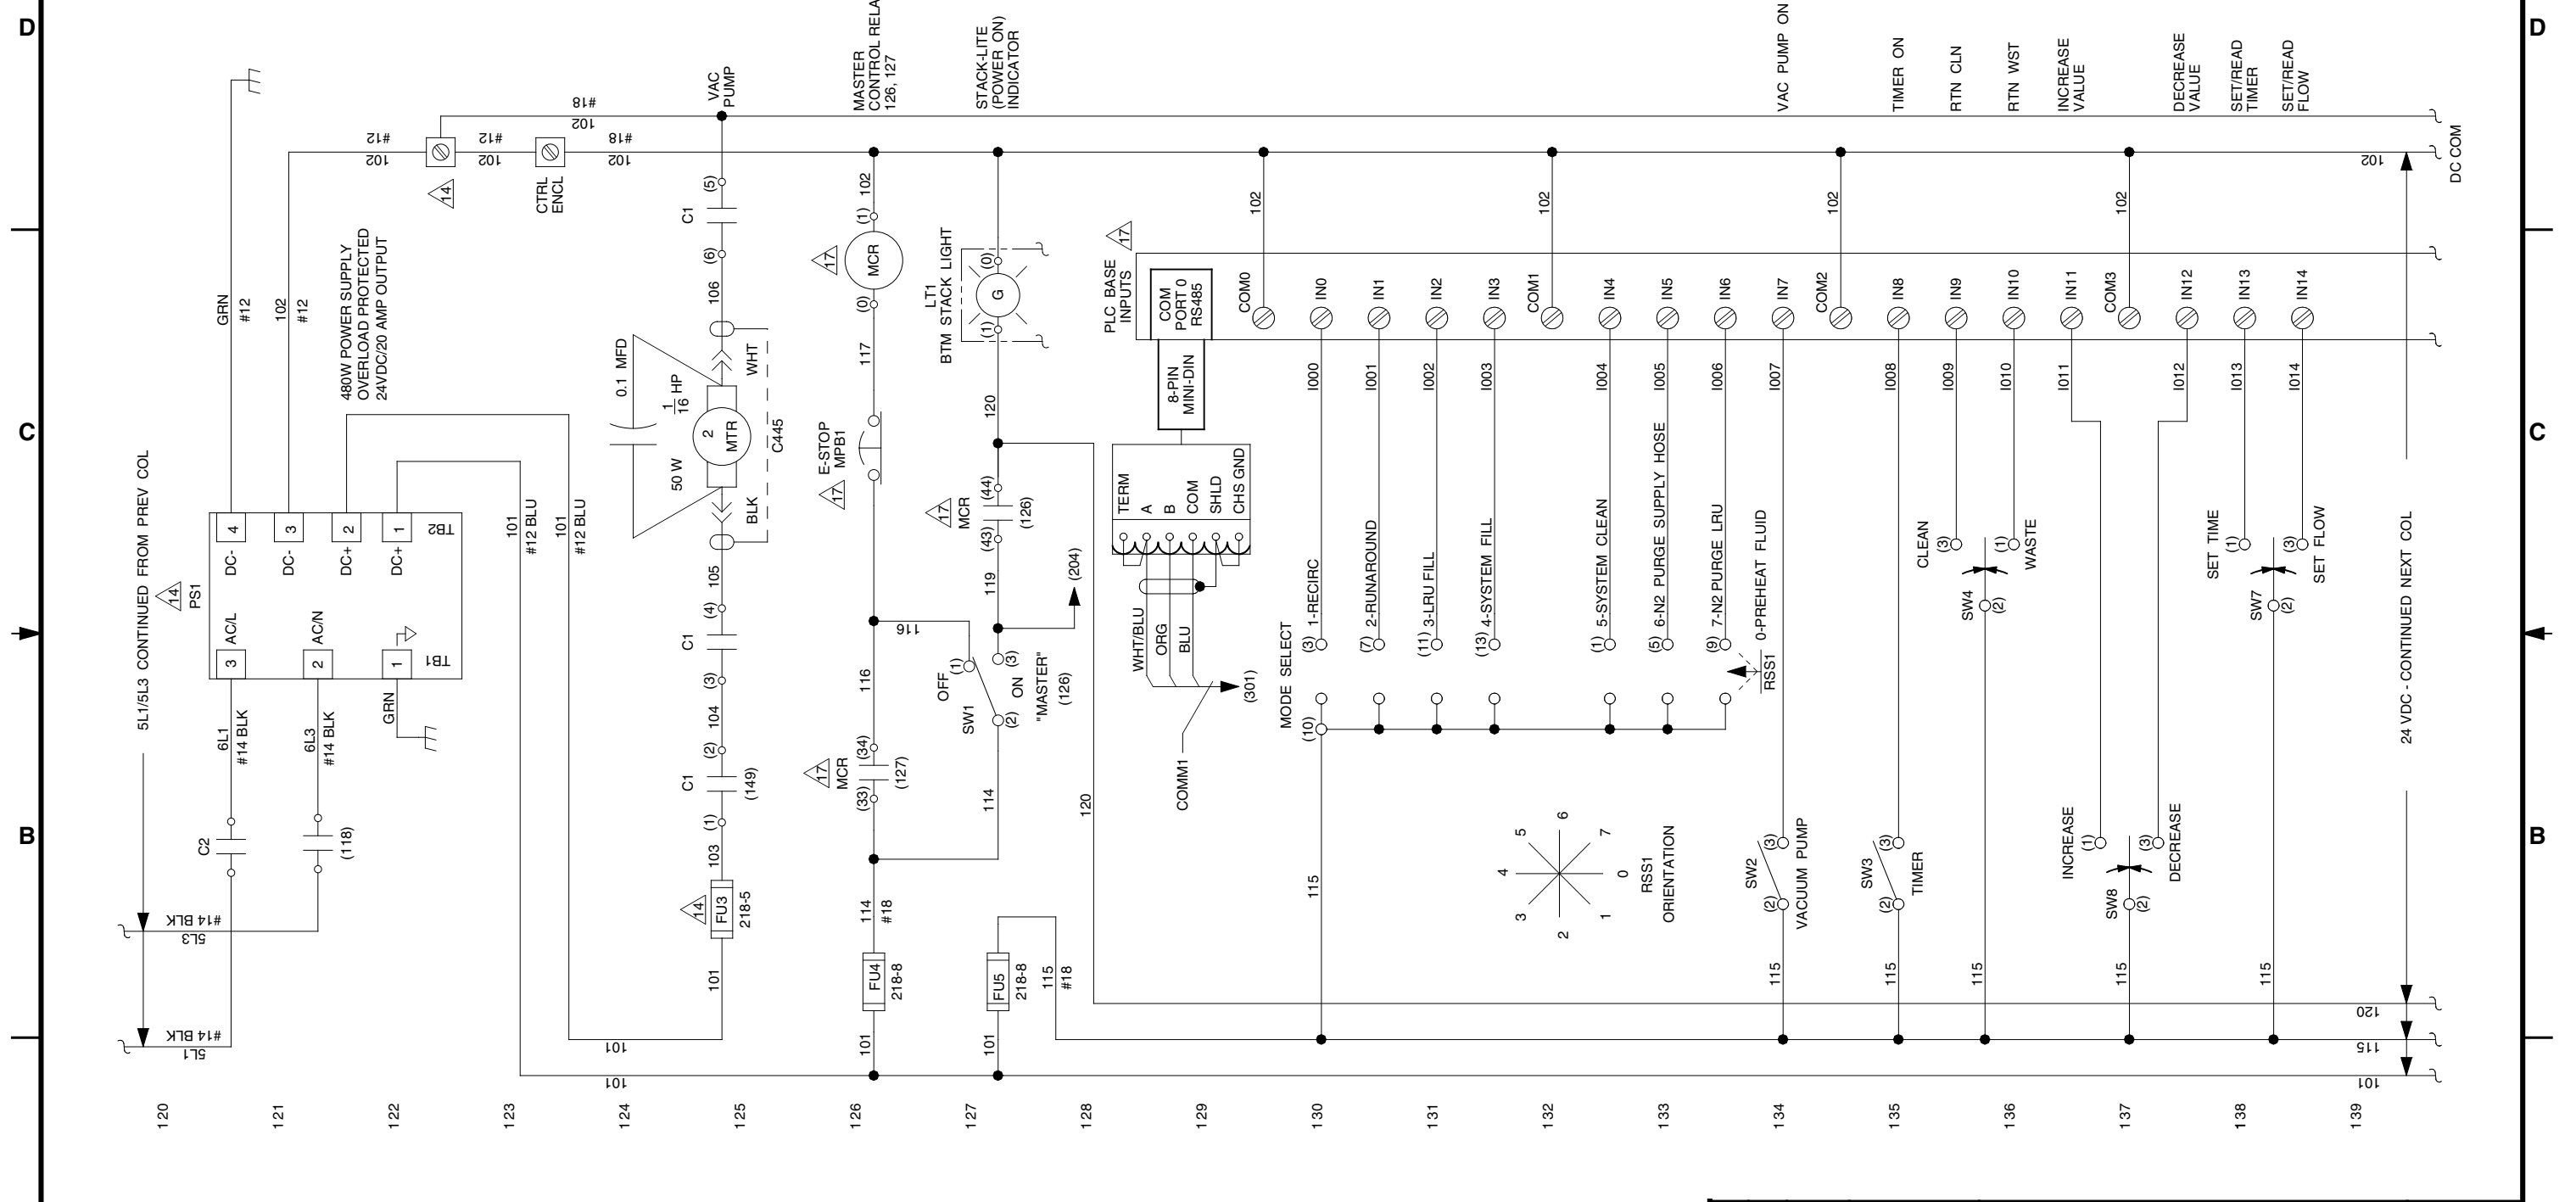 D
C
B
D
C
B
5L1/5L3 CONTINUED FROM PREV COL
5L1
#14 BLK
5L3
#14 BLK
C2
(118)
6L1
#14 BLK
6L3
#14 BLK
GRN
14
PS1
3
AC/L
2
AC/N
1
TB1
4
DC-
3
DC-
2
DC+
1
DC+
TB2
GRN
#12
102
#12
480W POWER SUPPLY
OVERLOAD PROTECTED
24VDC/20 AMP OUTPUT
101
#12 BLU
101
#12 BLU
101
101
#12
102
14
#12
102
CTRL
ENCL
#18
102
#18
102
101
14
FU3
218-5
103
(1)
C1
(149)
(2)
104
(3)
C1
(4)
105
BLK
50 W
2
MTR
1
16
HP
0.1 MFD
WHT
C445
106
(6)
C1
(5)
VAC
PUMP
101
FU4
218-8
114
#18
(33)
17
MCR
(127)
(34)
116
116
17
E-STOP
MPB1
117
(0)
17
MCR
(1)
102
MASTER
CONTROL RELA
126, 127
101
FU5
218-8
115
#18
114
(2)
SW1
OFF
(1)
ON
(3)
"MASTER"
(126)
(204)
119
(43)
17
MCR
(126)
(44)
120
120
(1)
LT1
BTM STACK LIGHT
G
(0)
STACK-LITE
(POWER ON)
INDICATOR
COMM1
(301)
WHT/BLU
ORG
BLU
TERM
A
B
COM
SHLD
CHS GND
8-PIN
MINI-DIN
COM
PORT 0
RS485
PLC BASE
INPUTS
17
COM0
102
IN0
IN1
IN2
IN3
COM1
102
IN4
IN5
IN6
IN7
COM2
102
IN8
IN9
IN10
IN11
COM3
102
IN12
IN13
IN14
I000
I001
I002
I003
I004
I005
I006
I007
I008
I009
I010
I011
I012
I013
I014
MODE SELECT
(10)
(3) 1-RECIRC
(7) 2-RUNAROUND
(11) 3-LRU FILL
(13) 4-SYSTEM FILL
(1) 5-SYSTEM CLEAN
(5) 6-N2 PURGE SUPPLY HOSE
(9) 7-N2 PURGE LRU
0-PREHEAT FLUID
RSS1
115
0
1
2
3
4
5
6
7
RSS1
ORIENTATION
115
(2)
SW2
(3)
VACUUM PUMP
VAC PUMP ON
115
(2)
SW3
(3)
TIMER
TIMER ON
115
SW4
(2)
CLEAN
(3)
(1)
WASTE
RTN CLN
RTN WST
115
SW8
(2)
INCREASE
(1)
(3)
DECREASE
INCREASE
VALUE
DECREASE
VALUE
115
SW7
(2)
SET TIME
(1)
(3)
SET FLOW
SET/READ
TIMER
SET/READ
FLOW
24 VDC - CONTINUED NEXT COL
101
115
120
102
DC COM
120
121
122
123
124
125
126
127
128
129
130
131
132
133
134
135
136
137
138
139